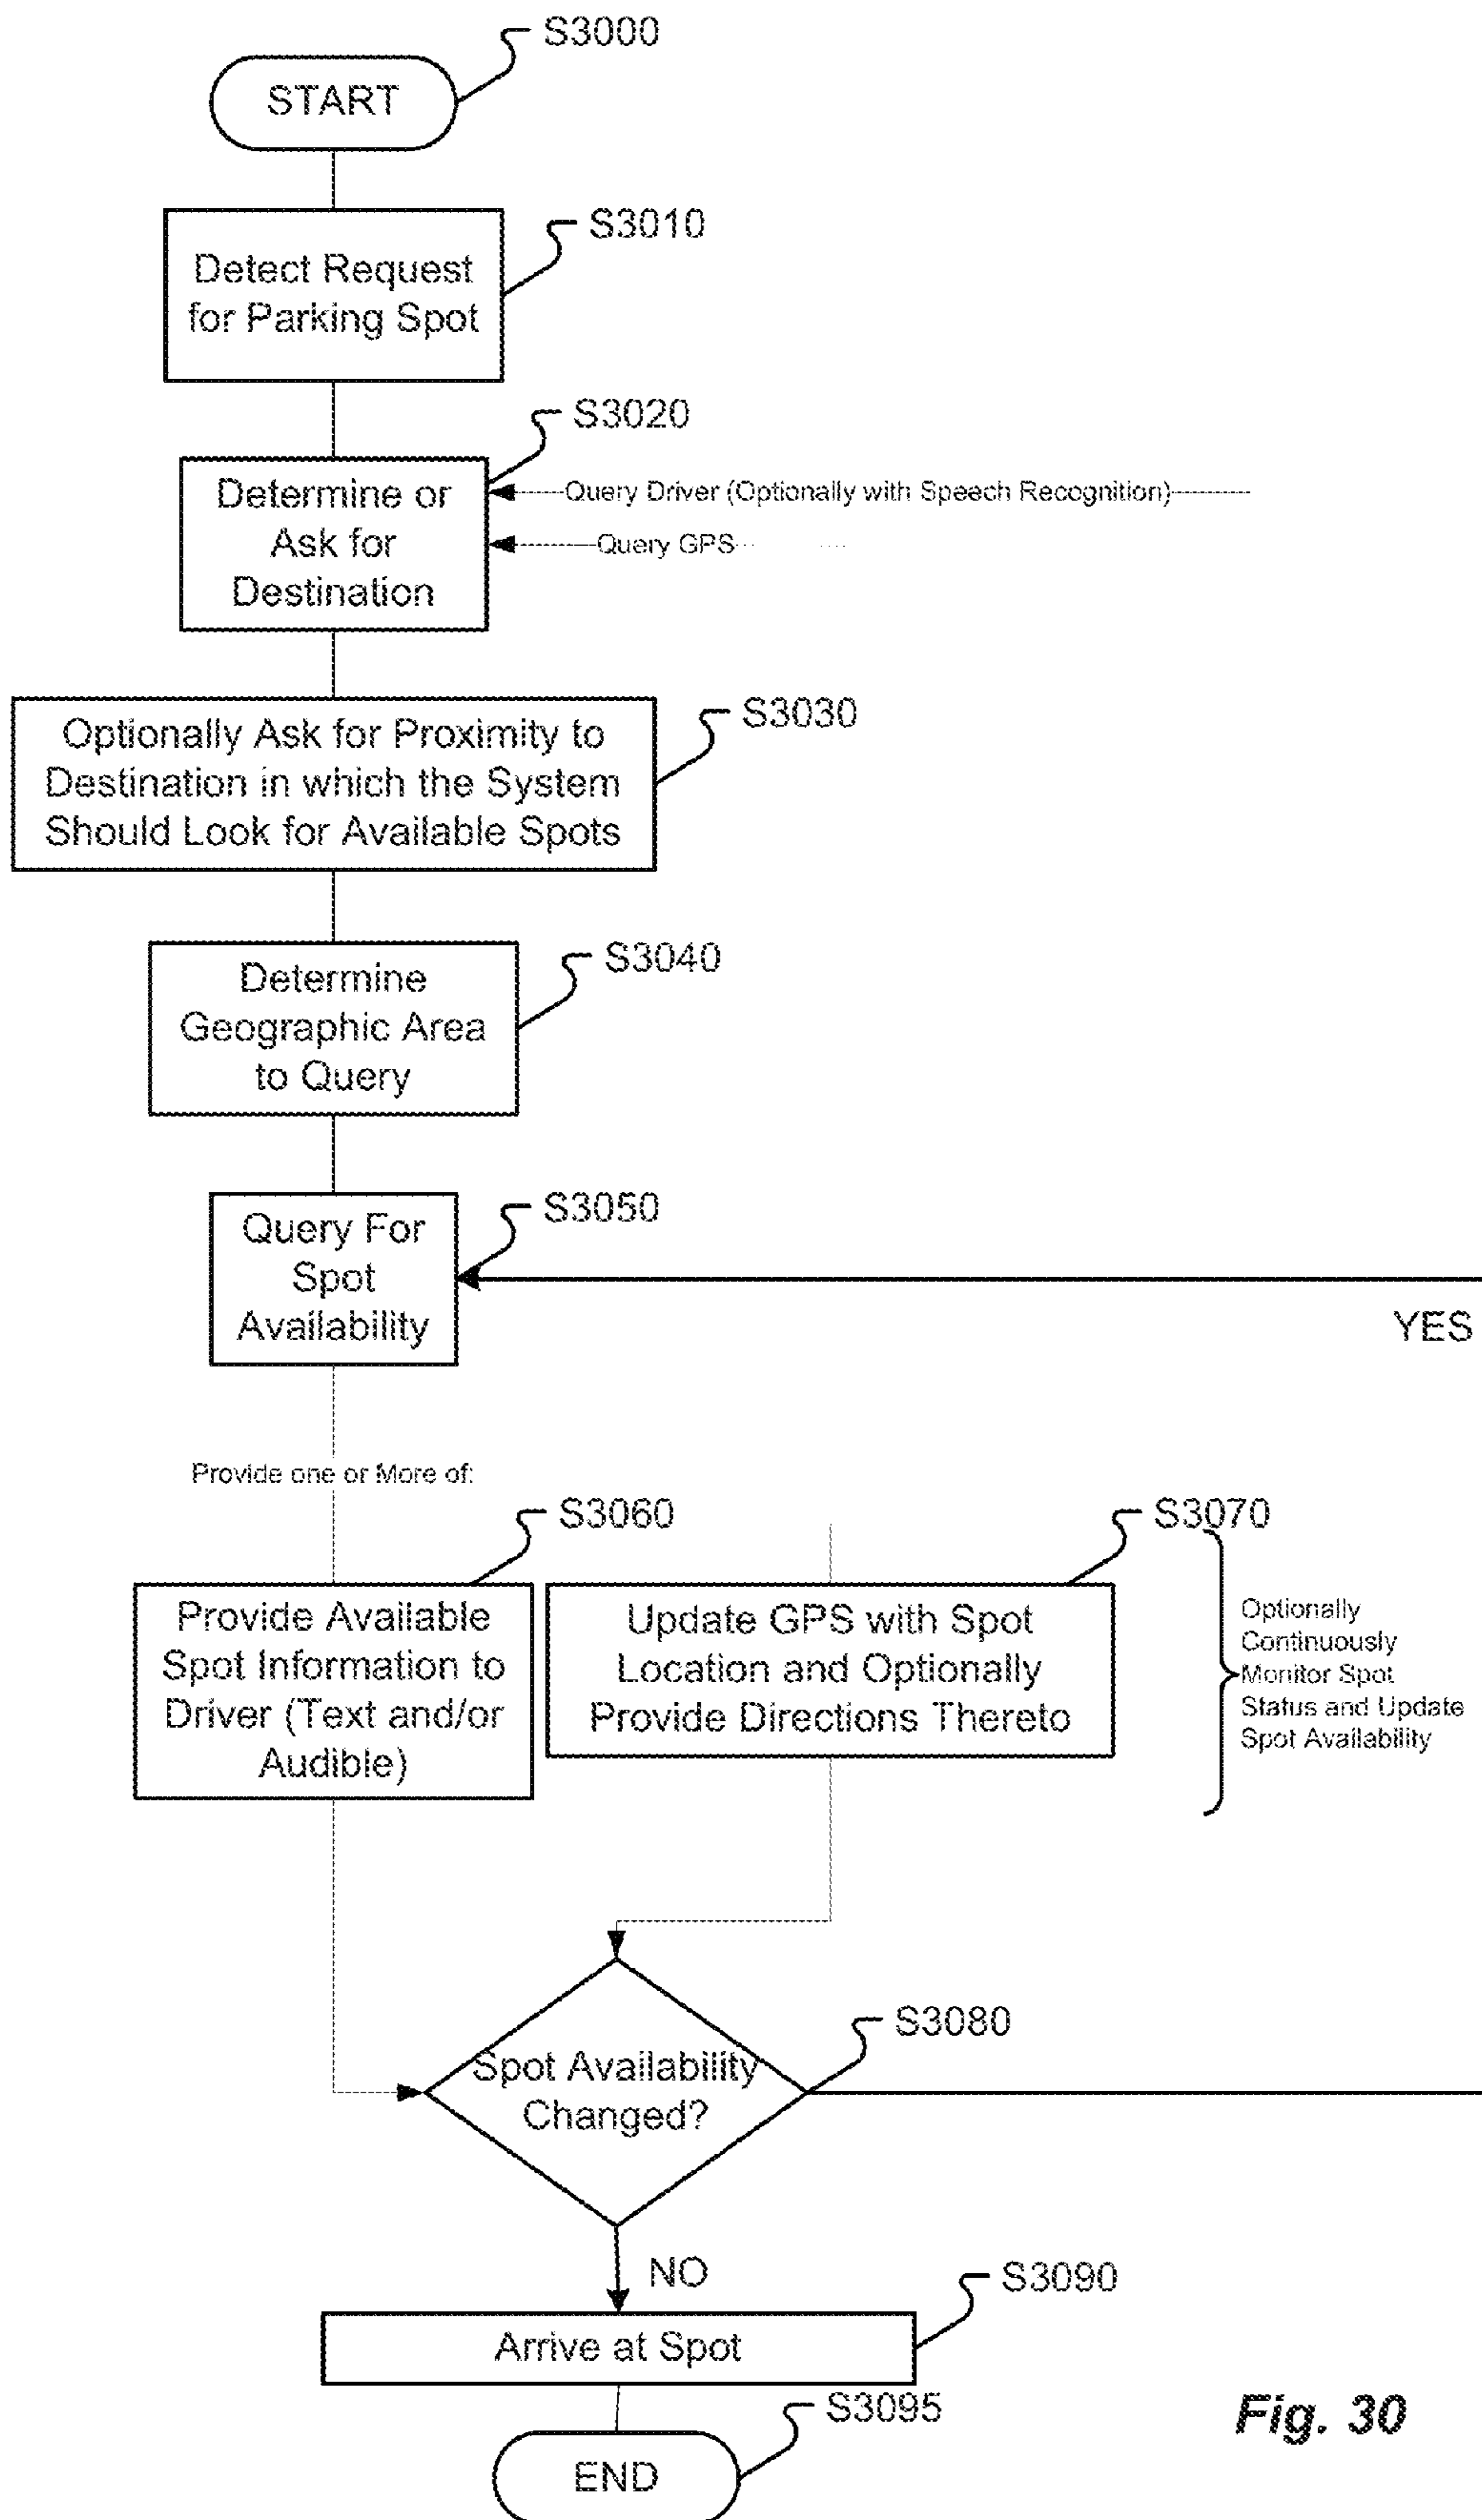 S3000
START
S3010
Detect Request
for Parking Spot
S3020
Determine or
Ask for
Destination
Query Driver (Optionally with Speech Recognition)
Query GPS
S3030
Optionally Ask for Proximity to
Destination in which the System
Should Look for Available Spots
S3040
Determine
Geographic Area
to Query
S3050
Query For
Spot
Availability
YES
Provide one or More of:
S3060
Provide Available
Spot Information to
Driver (Text and/or
Audible)
S3070
Update GPS with Spot
Location and Optionally
Provide Directions Thereto
Optionally
Continuously
Monitor Spot
Status and Update
Spot Availability
S3080
Spot Availability
Changed?
NO
S3090
Arrive at Spot
S3095
END
Fig. 30